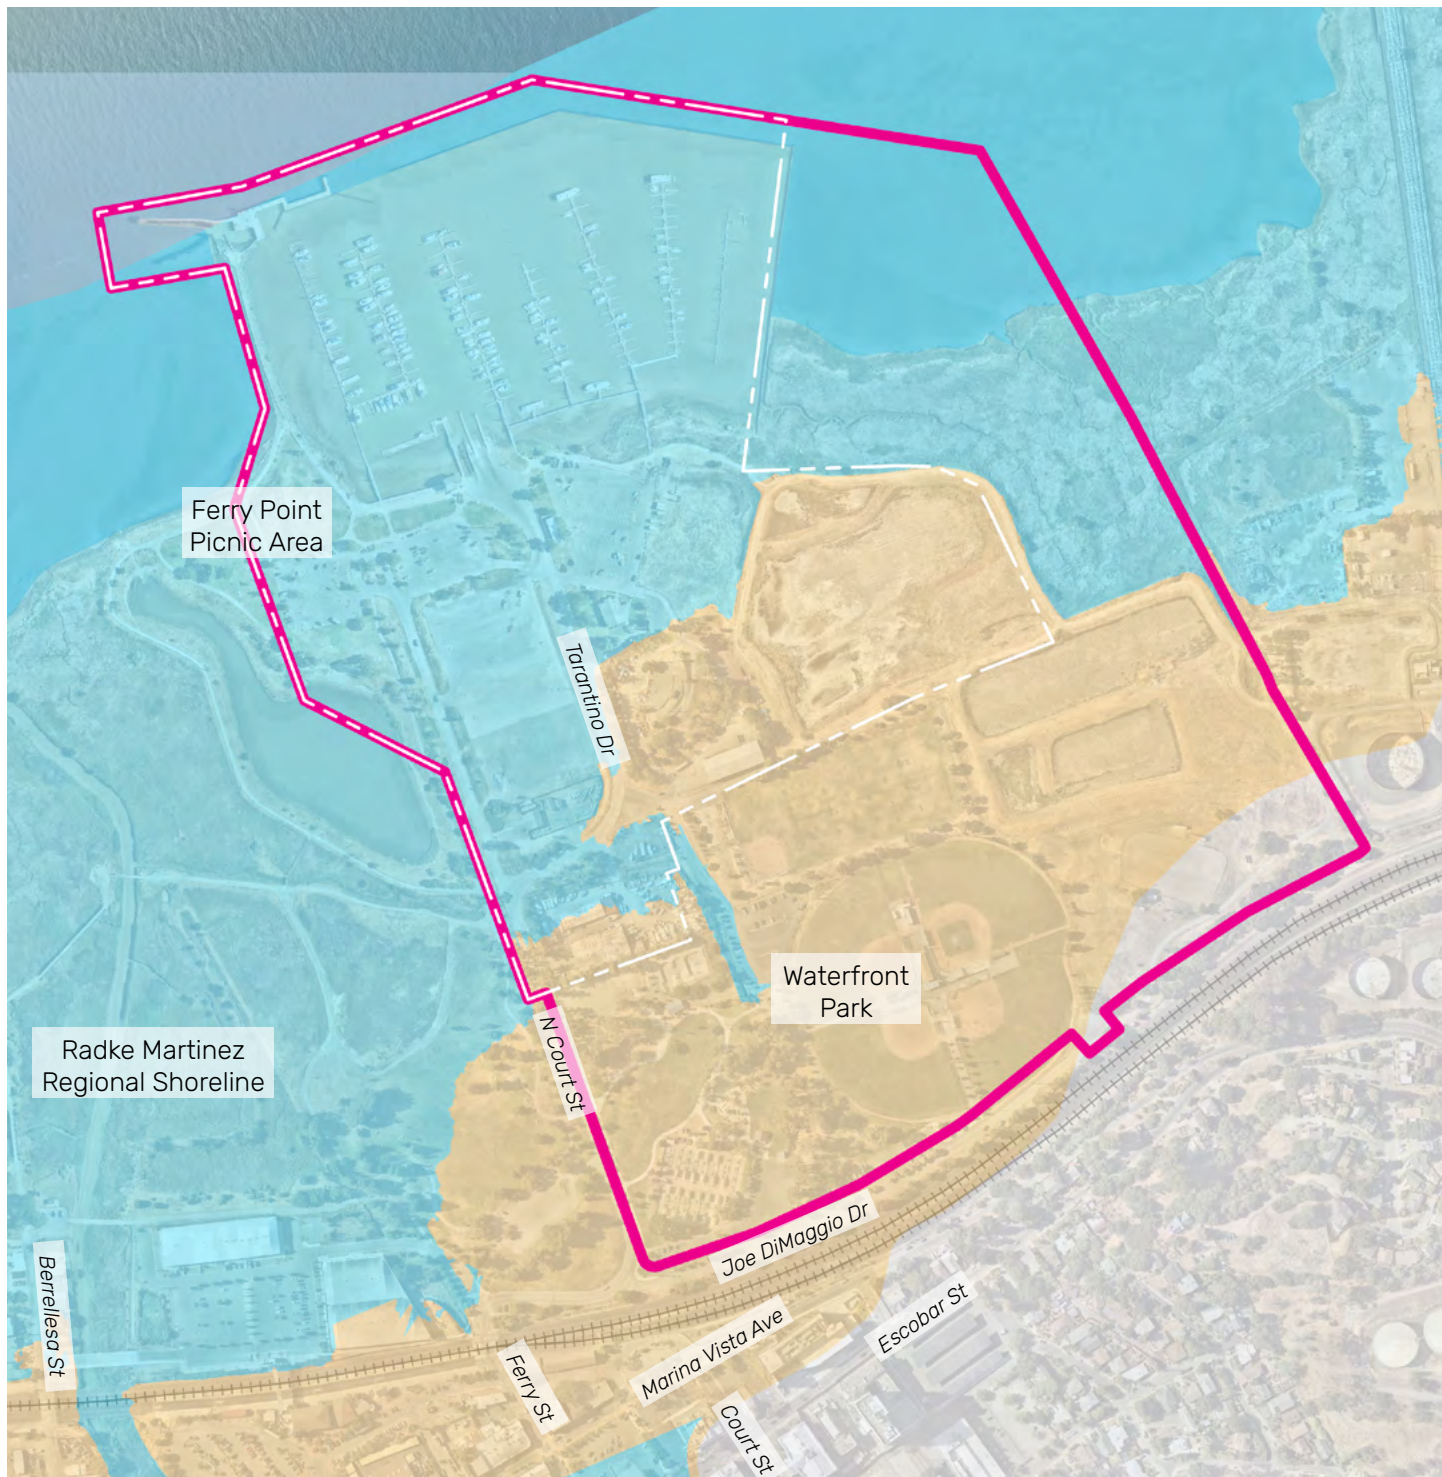 Ferry Point
Picnic Area
Tarantino Dr
Waterfront
Park
N Court St
Radke Martinez
Regional Shoreline
Joe DiMaggio Dr
Berrellesa St
Escobar St
Marina Vista Ave
Ferry St
Court St